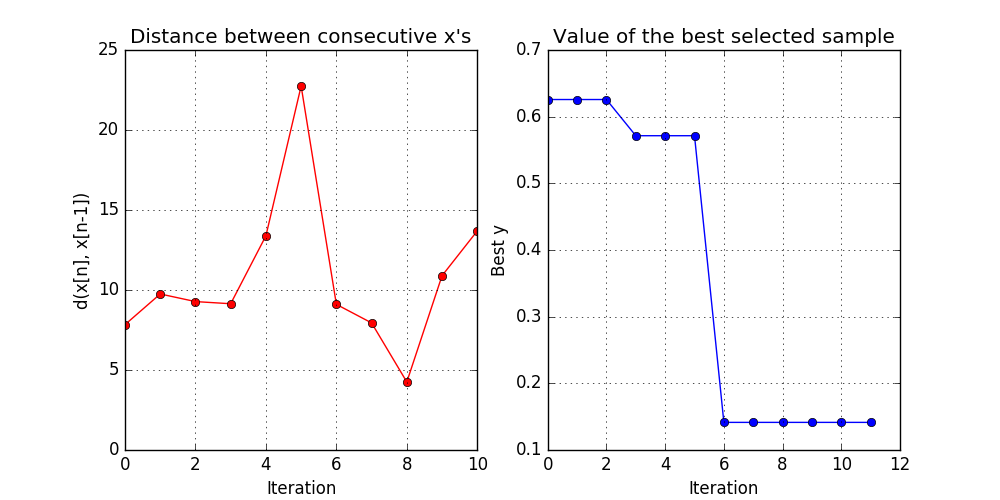 Distance between consecutive x's
d(x[n], x[n-1])
25
20
15
10
5
0
0 2 4 6 8 10
Iteration
Value of the best selected sample
Best y
0.7
0.6
0.5
0.4
0.3
0.2
0.1
0 2 4 6 8 10 12
Iteration